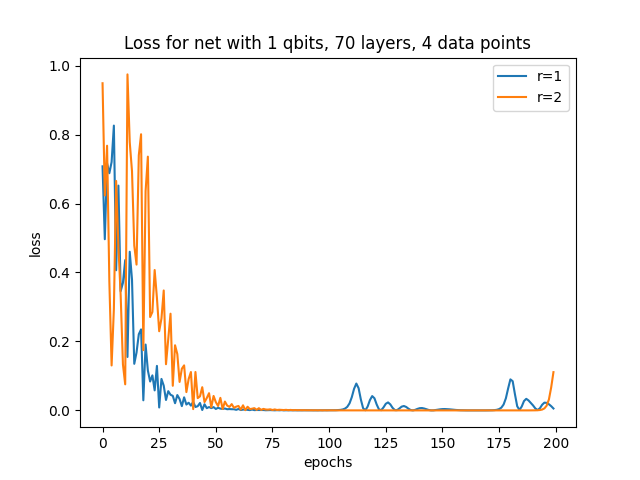 Loss for net with 1 qbits, 70 layers, 4 data points
r=1
r=2
loss
1.0
0.8
0.6
0.4
0.2
0.0
0 25 50 75 100 125 150 175 200
epochs